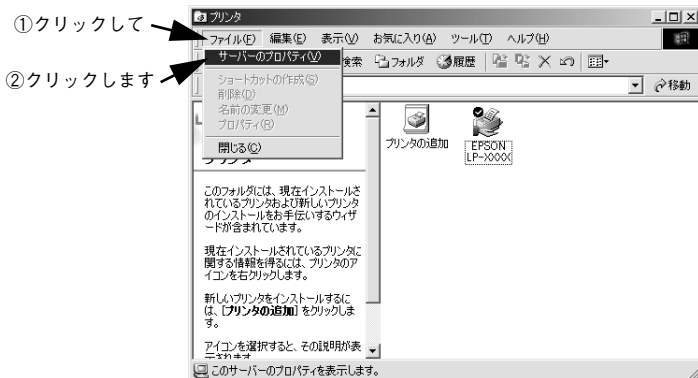 プリンタ
①クリックして
ファイル(F) 編集(E) 表示(V) お気に入り(A) ツール(T) ヘルプ(H)
②クリックします
サーバーのプロパティ(V)
検索 フォルダ 履歴
ショートカットの作成(S)
削除(D)
名前の変更(M)
プロパティ(R)
閉じる(C)
移動
プリンタの追加
EPSON
LP-XXXX
このフォルダには、現在インストールさ
れているプリンタおよび新しいプリンタ
のインストールをお手伝いするウィザ
ードが含まれています。
現在インストールされているプリンタに
関する情報を得るには、プリンタのア
イコンを右クリックします。
新しいプリンタをインストールするに
は、[プリンタの追加] をクリックしま
す。
アイコンを選択すると、その説明が表
このサーバーのプロパティを表示します。